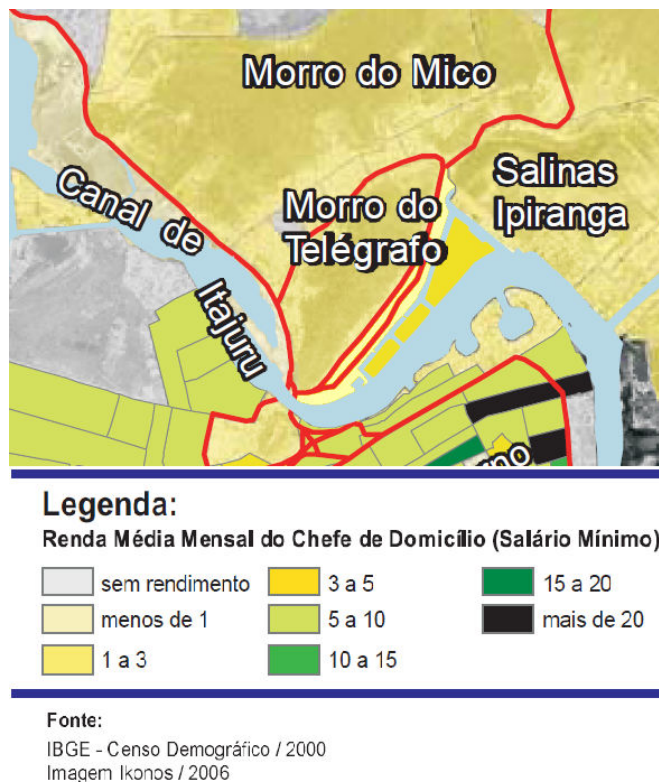 Morro do Mico
Salinas
Ipiranga
Canal de
Itajuru
Morro do
Telégrafo
Legenda:
Renda Média Mensal do Chefe de Domicílio (Salário Mínimo)
sem rendimento
3 a 5
15 a 20
menos de 1
5 a 10
mais de 20
1 a 3
10 a 15
Fonte:
IBGE - Censo Demográfico / 2000
Imagem Ikonos / 2006